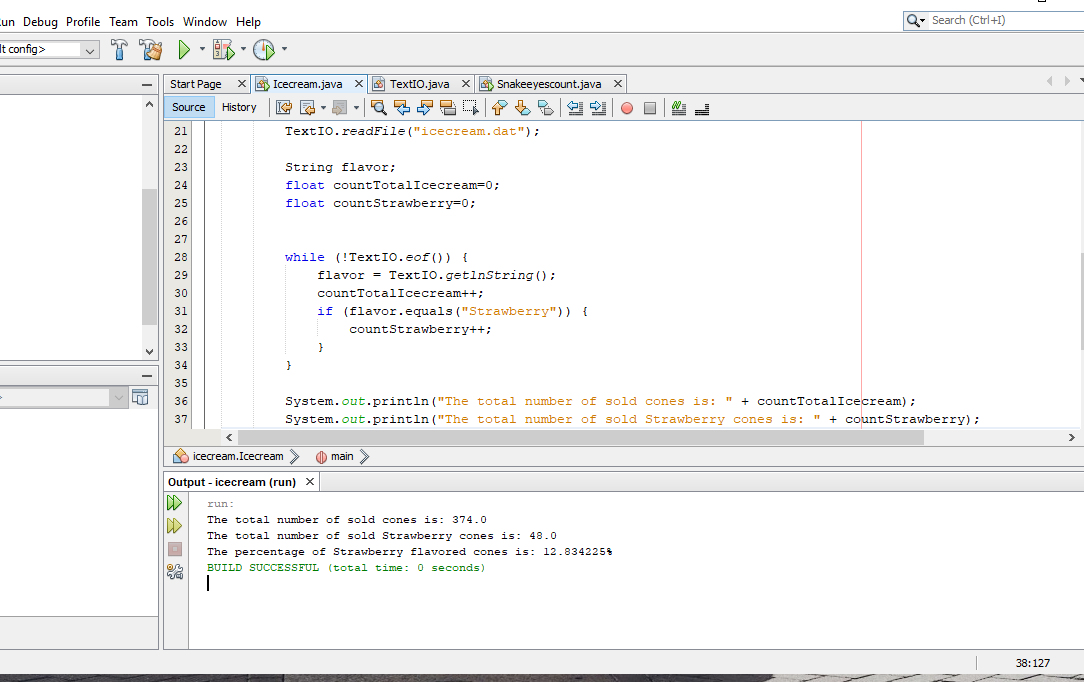 Run Debug Profile Team Tools Window Help
Search (Ctrl+I)
lt config>
Start Page Icecream.java TextIO.java Snakeeyescount.java
Source History
21 TextIO.readFile("icecream.dat");
22
23 String flavor;
24 float countTotalIcecream=0;
25 float countStrawberry=0;
26
27
28 while (!TextIO.eof()) {
29 flavor = TextIO.getlnString();
30 countTotalIcecream++;
31 if (flavor.equals("Strawberry")) {
32 countStrawberry++;
33 }
34 }
35
36 System.out.println("The total number of sold cones is: " + countTotalIcecream);
37 System.out.println("The total number of sold Strawberry cones is: " + countStrawberry);
icecream.Icecream main
Output - icecream (run)
run:
The total number of sold cones is: 374.0
The total number of sold Strawberry cones is: 48.0
The percentage of Strawberry flavored cones is: 12.834225%
BUILD SUCCESSFUL (total time: 0 seconds)
38:127